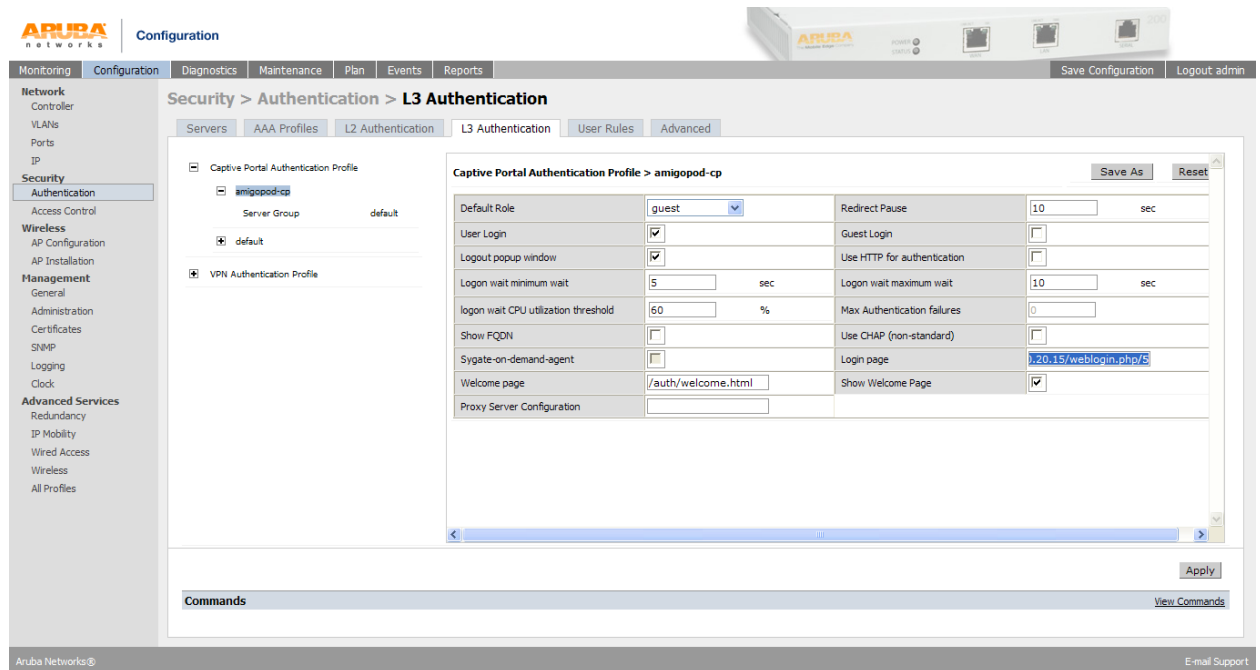 ARUBA
networks
Configuration
ARUBA
The Mobile Edge Company
POWER
STATUS
200
Monitoring Configuration Diagnostics Maintenance Plan Events Reports Save Configuration Logout admin
Network
Controller
VLANs
Ports
IP
Security
Authentication
Access Control
Wireless
AP Configuration
AP Installation
Management
General
Administration
Certificates
SNMP
Logging
Clock
Advanced Services
Redundancy
IP Mobility
Wired Access
Wireless
All Profiles
Security > Authentication > L3 Authentication
Servers AAA Profiles L2 Authentication L3 Authentication User Rules Advanced
Captive Portal Authentication Profile
amigopod-cp
Server Group default
default
VPN Authentication Profile
Captive Portal Authentication Profile > amigopod-cp Save As Reset
Default Role guest Redirect Pause 10 sec
User Login Guest Login
Logout popup window Use HTTP for authentication
Logon wait minimum wait 5 sec Logon wait maximum wait 10 sec
logon wait CPU utilization threshold 60 % Max Authentication failures 0
Show FQDN Use CHAP (non-standard)
Sygate-on-demand-agent Login page .20.15/weblogin.php/5
Welcome page /auth/welcome.html Show Welcome Page
Proxy Server Configuration
Apply
Commands View Commands
Aruba Networks® E-mail Support